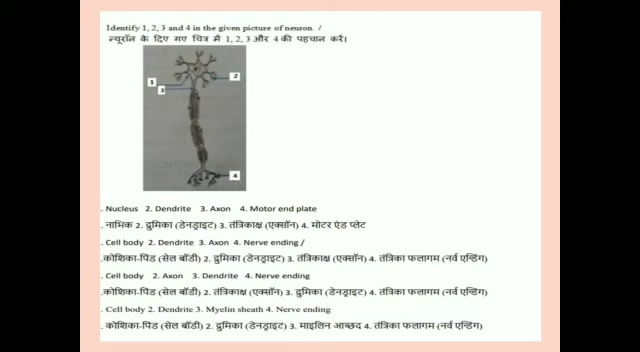 Identify 1, 2, 3 and 4 in the given picture of neuron. /
न्यूरॉन के दिए गए चित्र में 1, 2, 3 और 4 की पहचान करें।
2
1
3
4
. Nucleus 2. Dendrite 3. Axon 4. Motor end plate
. नाभिक 2. द्रुमिका (डेनड्राइट) 3. तंत्रिकाक्ष (एक्सॉन) 4. मोटर एंड प्लेट
. Cell body 2. Dendrite 3. Axon 4. Nerve ending /
.कोशिका-पिंड (सेल बॉडी) 2. द्रुमिका (डेनड्राइट) 3. तंत्रिकाक्ष (एक्सॉन) 4. तंत्रिका फलागम (नर्व एन्डिंग)
. Cell body 2. Axon 3. Dendrite 4. Nerve ending
.कोशिका-पिंड (सेल बॉडी) 2. तंत्रिकाक्ष (एक्सॉन) 3. द्रुमिका (डेनड्राइट) 4. तंत्रिका फलागम (नर्व एन्डिंग)
. Cell body 2. Dendrite 3. Myelin sheath 4. Nerve ending
. कोशिका-पिंड (सेल बॉडी) 2. द्रुमिका (डेनड्राइट) 3. माइलिन आच्छद 4. तंत्रिका फलागम (नर्व एन्डिंग)